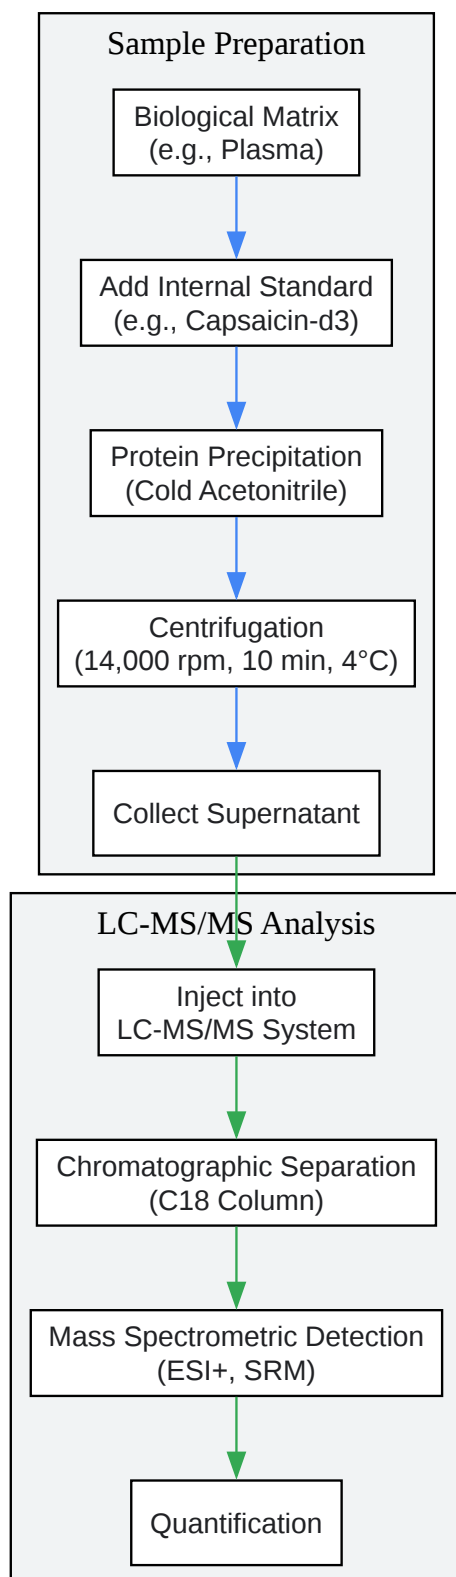 Sample Preparation
Biological Matrix
(e.g., Plasma)
Add Internal Standard
(e.g., Capsaicin-d3)
Protein Precipitation
(Cold Acetonitrile)
Centrifugation
(14,000 rpm, 10 min, 4°C)
Collect Supernatant
LC-MS/MS Analysis
Inject into
LC-MS/MS System
Chromatographic Separation
(C18 Column)
Mass Spectrometric Detection
(ESI+, SRM)
Quantification